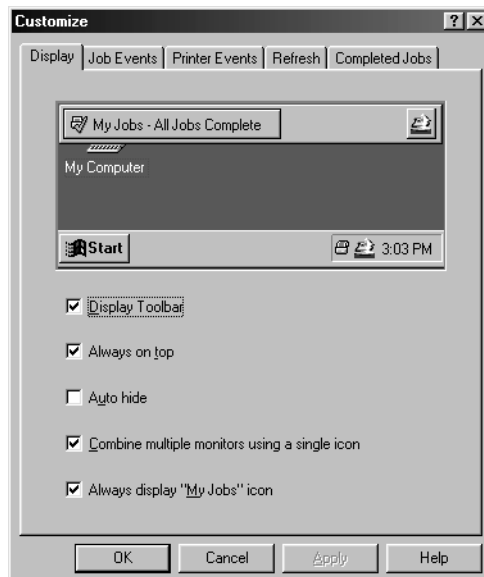 Customize
Display Job Events Printer Events Refresh Completed Jobs
My Jobs - All Jobs Complete
My Computer
Start 3:03 PM
Display Toolbar
Always on top
Auto hide
Combine multiple monitors using a single icon
Always display "My Jobs" icon
OK Cancel Apply Help